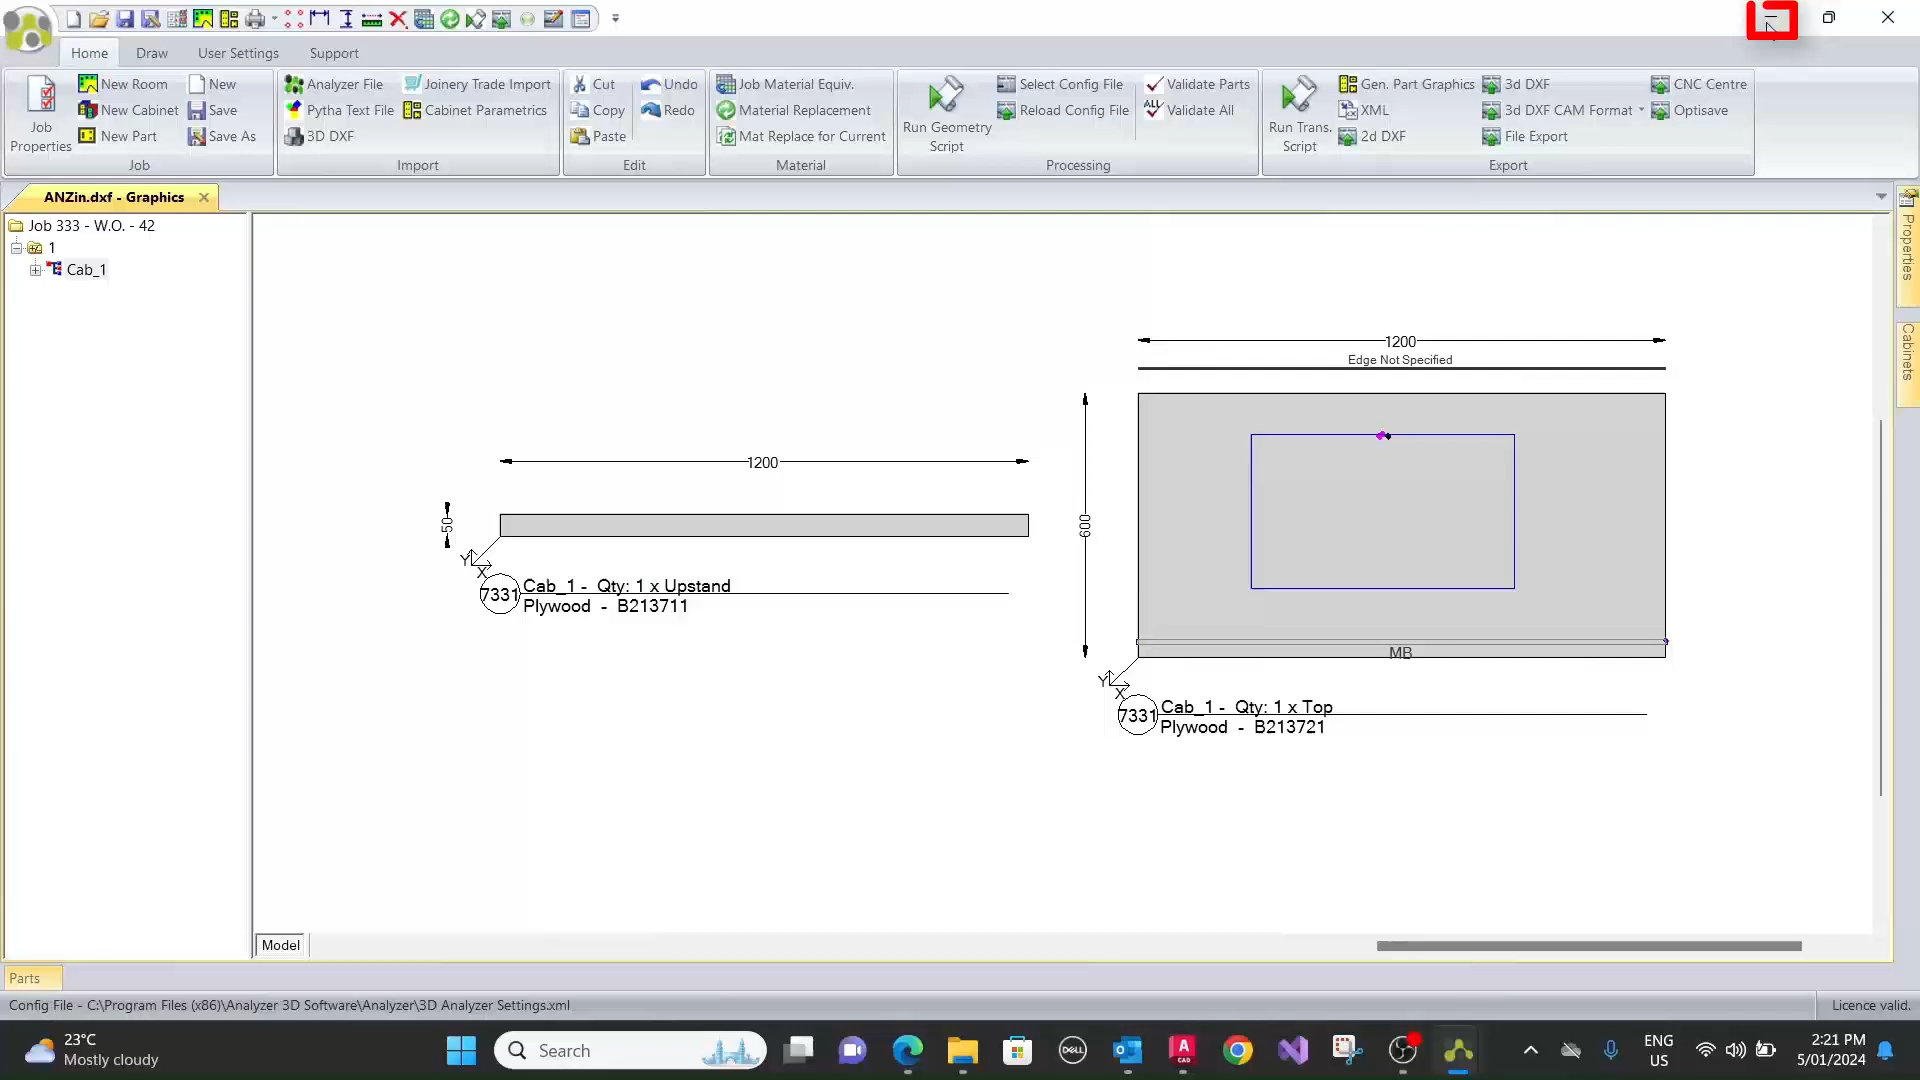 Home
Draw
User Settings
Support
Job Properties
New Room
New Cabinet
New Part
New
Save
Save As
Job
Analyzer File
Pytha Text File
3D DXF
Joinery Trade Import
Cabinet Parametrics
Import
Cut
Copy
Paste
Undo
Redo
Edit
Job Material Equiv.
Material Replacement
Mat Replace for Current
Material
Run Geometry
Script
Select Config File
Reload Config File
Validate Parts
ALL
Validate All
Processing
Run Trans.
Script
Gen. Part Graphics
XML
2d DXF
3d DXF
3d DXF CAM Format
File Export
CNC Centre
Optisave
Export
ANZin.dxf - Graphics
Properties
Cabinets
Job 333 - W.O. - 42
1
Cab_1
1200
50
Y
X
7331
Cab_1 - Qty: 1 x Upstand
Plywood - B213711
1200
Edge Not Specified
600
MB
Y
X
7331
Cab_1 - Qty: 1 x Top
Plywood - B213721
Model
Parts
Config File - C:\Program Files (x86)\Analyzer 3D Software\Analyzer\3D Analyzer Settings.xml
Licence valid.
23°C
Mostly cloudy
Search
DELL
A
CAD
ENG
US
2:21 PM
5/01/2024